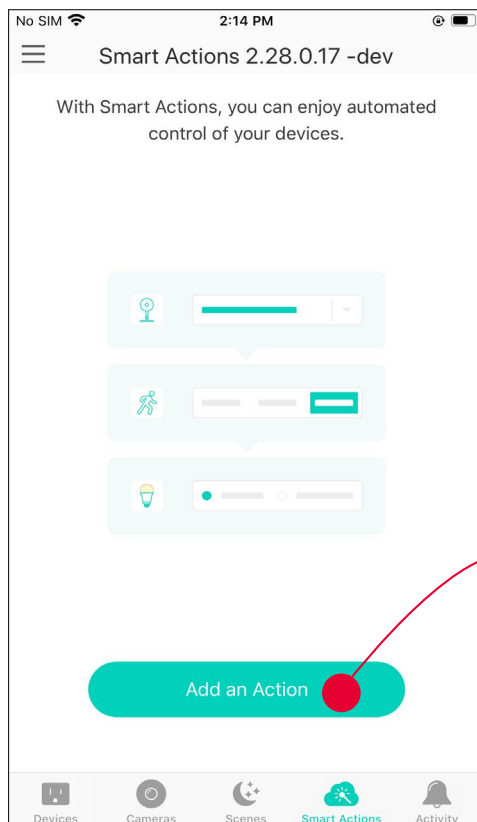 No SIM 2:14 PM
Smart Actions 2.28.0.17 -dev
With Smart Actions, you can enjoy automated
control of your devices.
Add an Action
Devices Cameras Scenes Smart Actions Activity